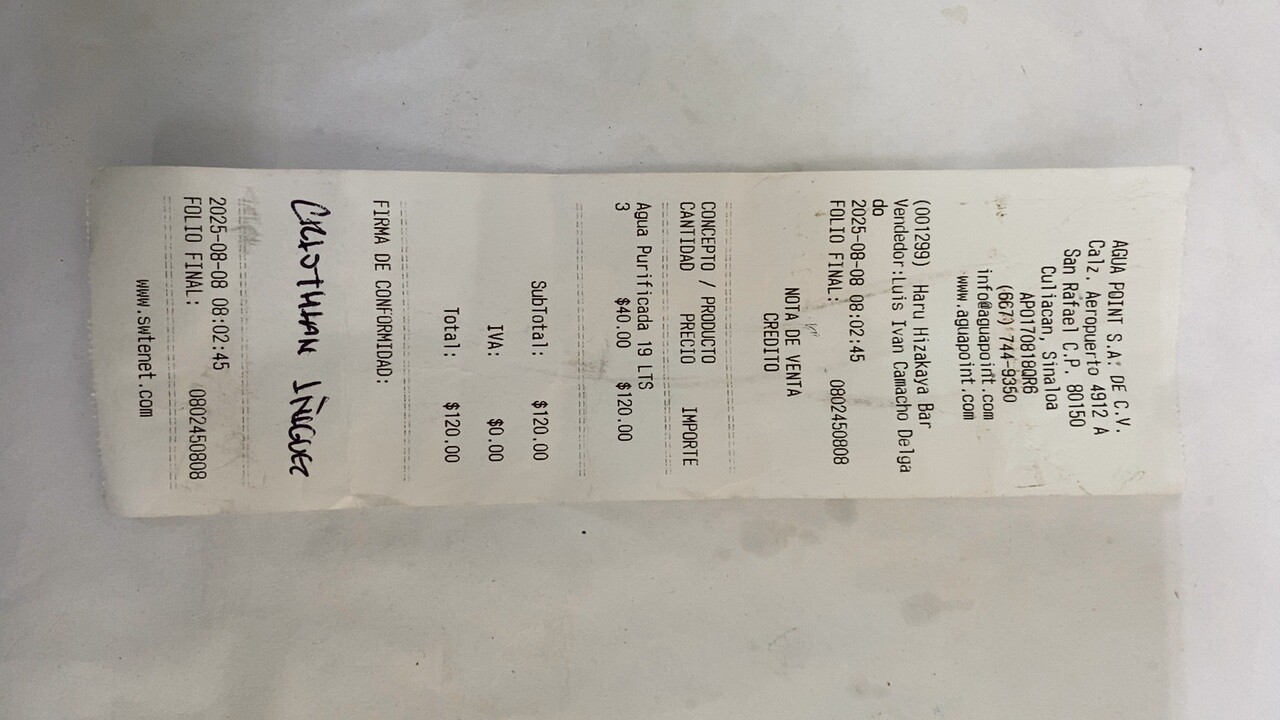 AGUA POINT S.A. DE C.V.
Calz. Aeropuerto 4912 A
San Rafael C.P. 80150
Culiacan, Sinaloa
APO170818QR6
(667) 744-9350
info@aguapoint.com
www.aguapoint.com
(001299) Haru Hizakaya Bar
Vendedor:Luis Ivan Camacho Delga
do
2025-08-08 08:02:45
FOLIO FINAL: 0802450808
NOTA DE VENTA
CREDITO
CONCEPTO / PRODUCTO
CANTIDAD PRECIO IMPORTE
Agua Purificada 19 LTS
3 $40.00 $120.00
SubTotal: $120.00
IVA: $0.00
Total: $120.00
FIRMA DE CONFORMIDAD:
IÑIGUEZ
2025-08-08 08:02:45
FOLIO FINAL: 0802450808
www.swtenet.com